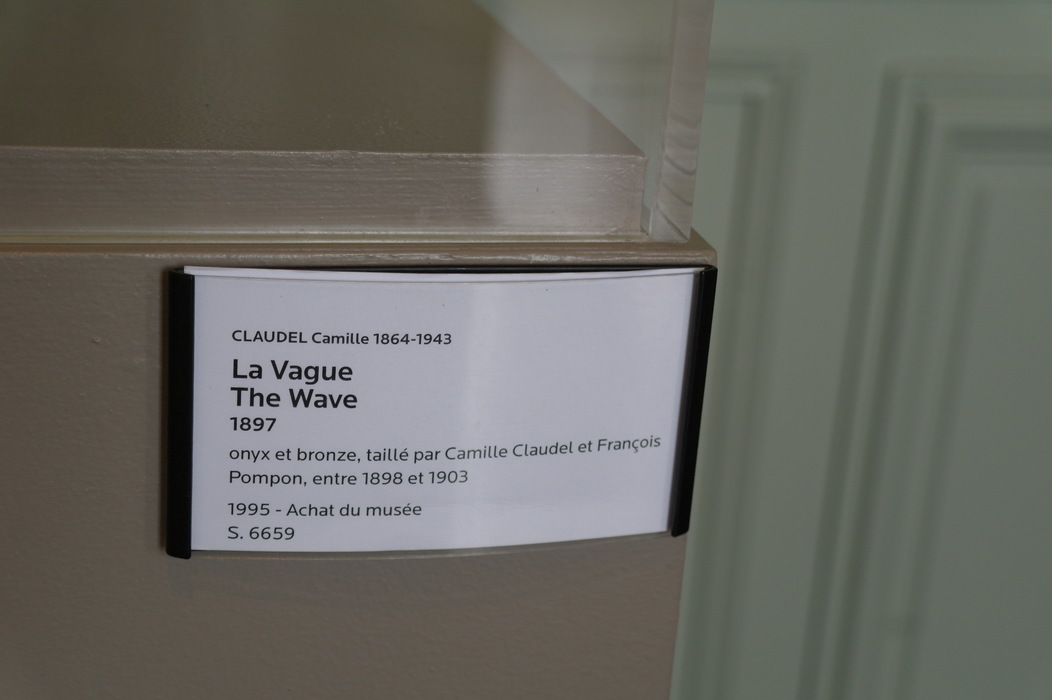 CLAUDEL Camille 1864-1943
La Vague
The Wave
1897
onyx et bronze, taillé par Camille Claudel et François
Pompon, entre 1898 et 1903
1995 - Achat du musée
S. 6659